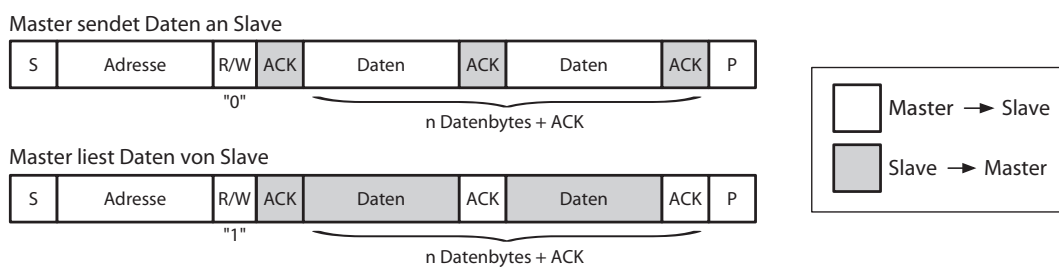 Master sendet Daten an Slave
S Adresse R/W ACK Daten ACK Daten ACK P
"0"
n Datenbytes + ACK
Master liest Daten von Slave
S Adresse R/W ACK Daten ACK Daten ACK P
"1"
n Datenbytes + ACK
Master → Slave
Slave → Master